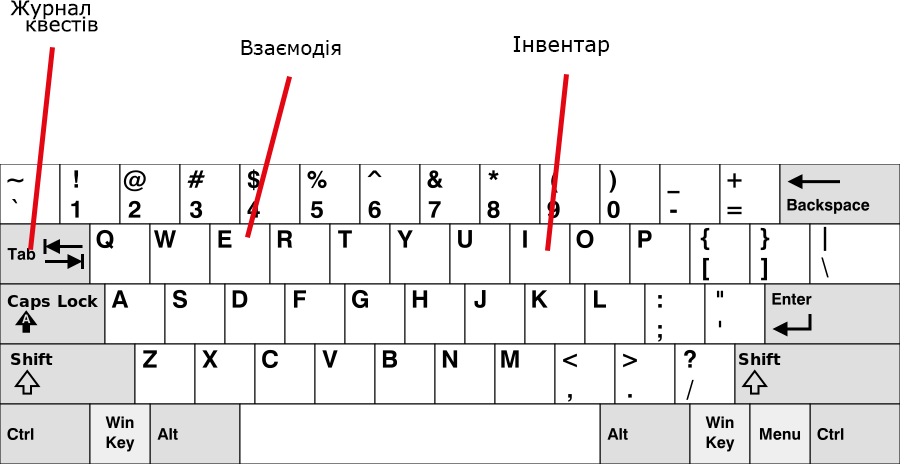 Журнал
квестів
Взаємодія
Інвентар
~ ! @ # $ % ^ & * ( ) _ +
` 1 2 3 4 5 6 7 8 9 0 - = Backspace
Tab Q W E R T Y U I O P { } |
[ ] \
Caps Lock A S D F G H J K L : " Enter
A ; '
Shift Z X C V B N M < > ? Shift
, . /
Ctrl Win Key Alt Alt Win Key Menu Ctrl